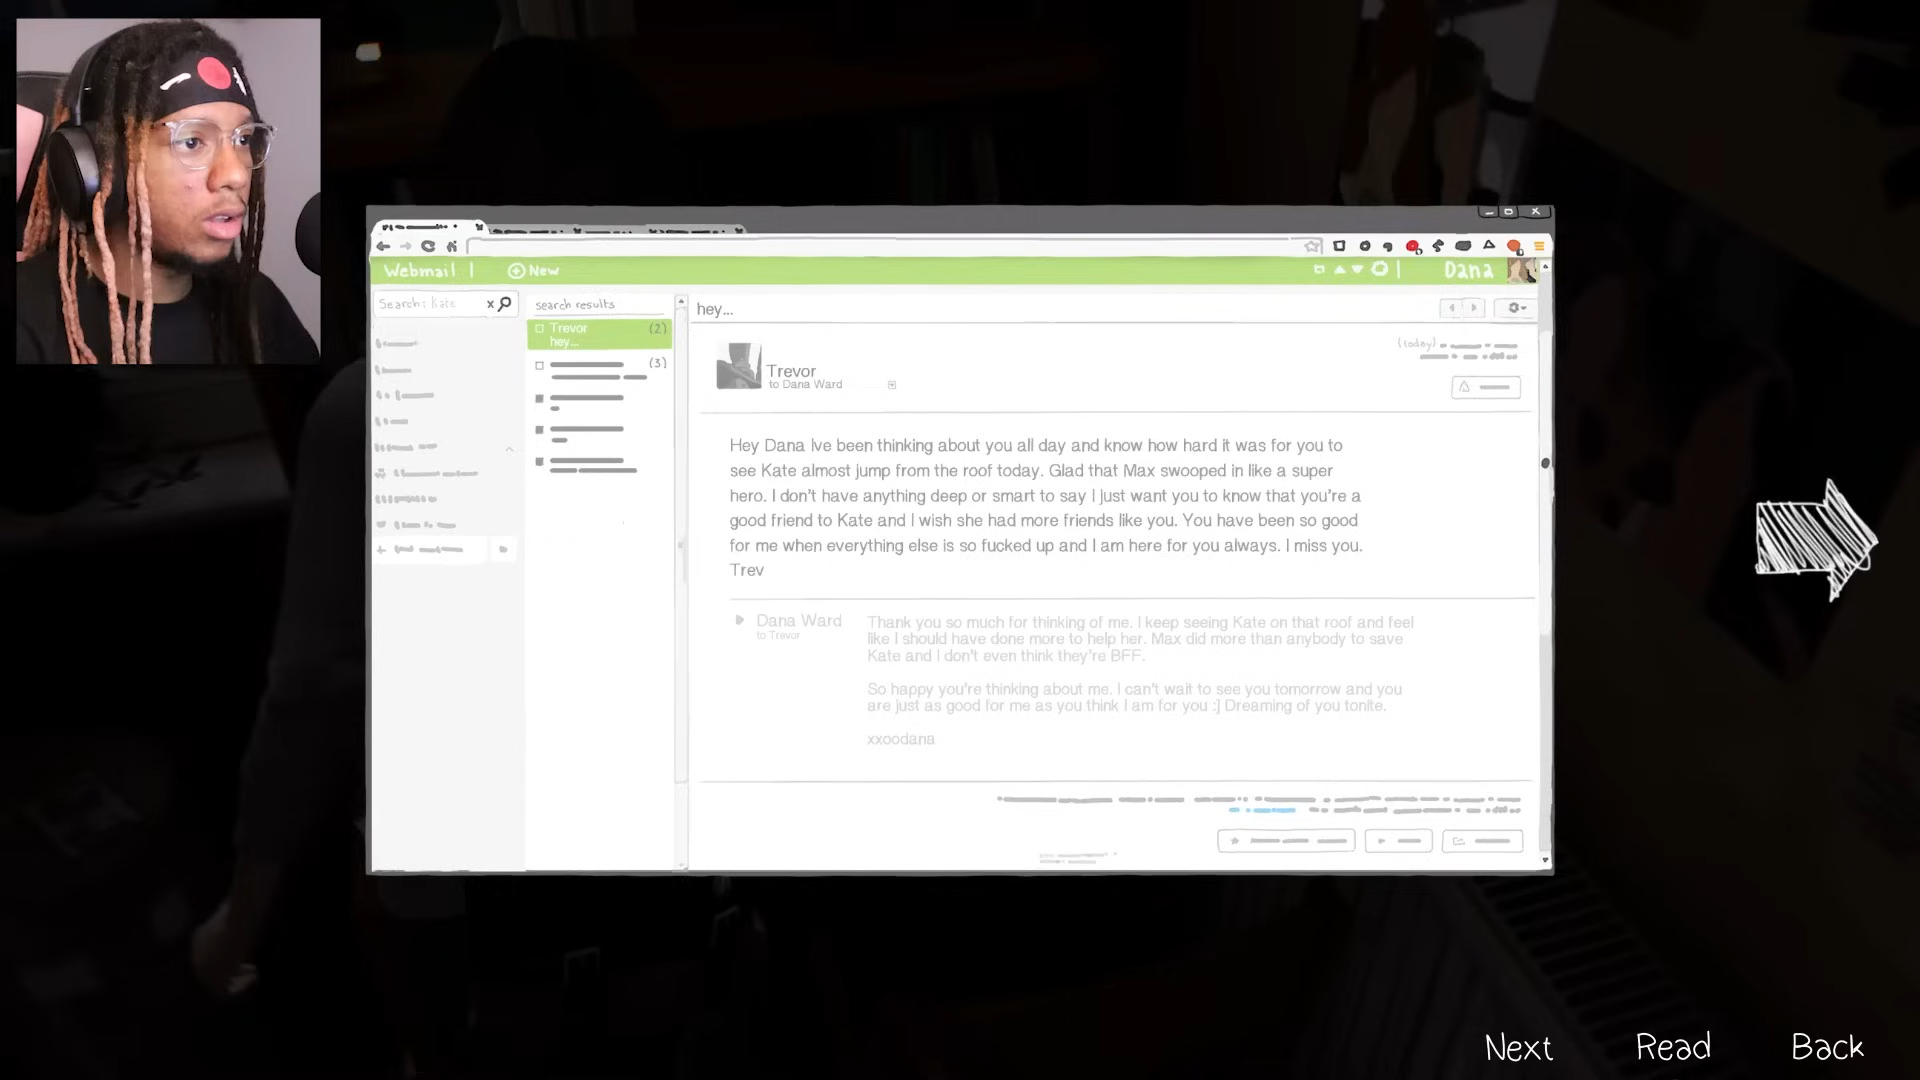 Webmail |
New
Dana
Search: Kate x
search results
Trevor (2)
hey...
(3)
hey...
(today)
Trevor
to Dana Ward
Hey Dana Ive been thinking about you all day and know how hard it was for you to
see Kate almost jump from the roof today. Glad that Max swooped in like a super
hero. I don't have anything deep or smart to say I just want you to know that you're a
good friend to Kate and I wish she had more friends like you. You have been so good
for me when everything else is so fucked up and I am here for you always. I miss you.
Trev
Dana Ward
to Trevor
Thank you so much for thinking of me. I keep seeing Kate on that roof and feel
like I should have done more to help her. Max did more than anybody to save
Kate and I don't even think they're BFF.
So happy you're thinking about me. I can't wait to see you tomorrow and you
are just as good for me as you think I am for you :] Dreaming of you tonite.
xxoodana
Next
Read
Back